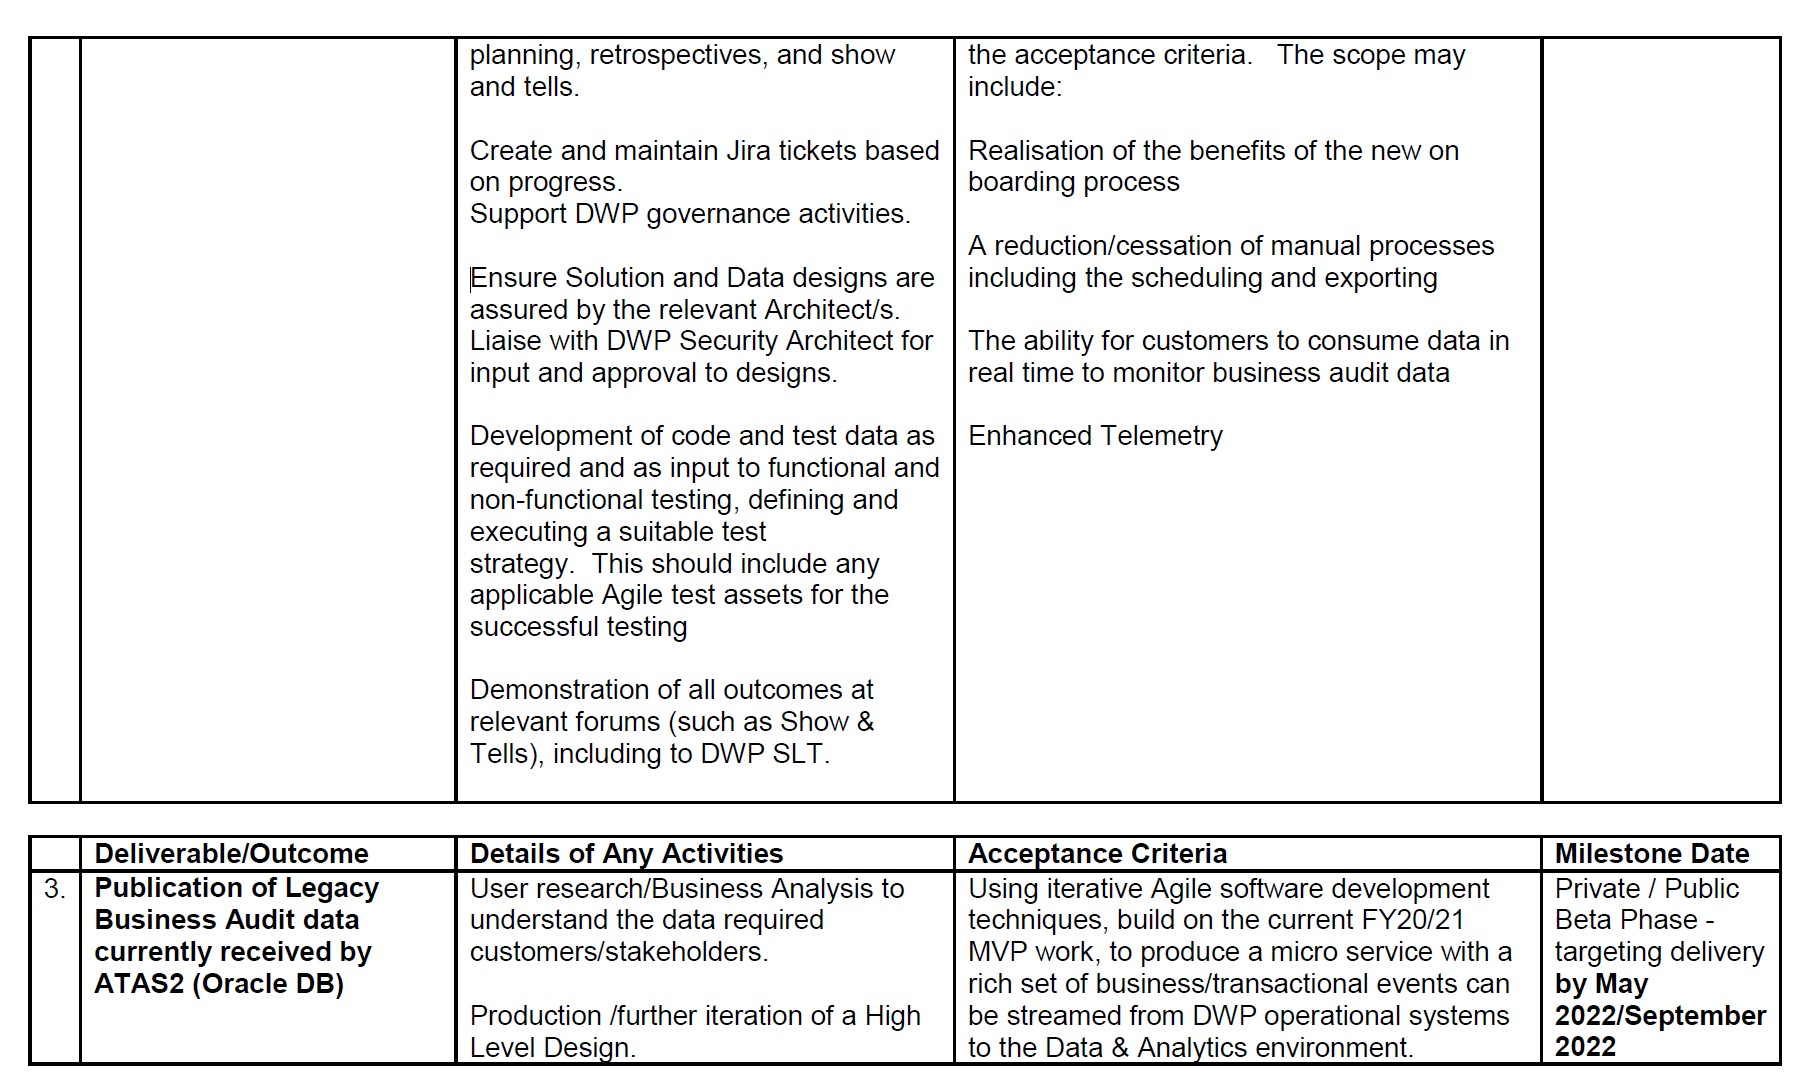 planning, retrospectives, and show
and tells.
Create and maintain Jira tickets based
on progress.
Support DWP governance activities.
Ensure Solution and Data designs are
assured by the relevant Architect/s.
Liaise with DWP Security Architect for
input and approval to designs.
Development of code and test data as
required and as input to functional and
non-functional testing, defining and
executing a suitable test
strategy.  This should include any
applicable Agile test assets for the
successful testing
Demonstration of all outcomes at
relevant forums (such as Show &
Tells), including to DWP SLT.
the acceptance criteria.   The scope may
include:
Realisation of the benefits of the new on
boarding process
A reduction/cessation of manual processes
including the scheduling and exporting
The ability for customers to consume data in
real time to monitor business audit data
Enhanced Telemetry
Deliverable/Outcome
Details of Any Activities
Acceptance Criteria
Milestone Date
3.
Publication of Legacy
Business Audit data
currently received by
ATAS2 (Oracle DB)
User research/Business Analysis to
understand the data required
customers/stakeholders.
Production /further iteration of a High
Level Design.
Using iterative Agile software development
techniques, build on the current FY20/21
MVP work, to produce a micro service with a
rich set of business/transactional events can
be streamed from DWP operational systems
to the Data & Analytics environment.
Private / Public
Beta Phase -
targeting delivery
by May
2022/September
2022